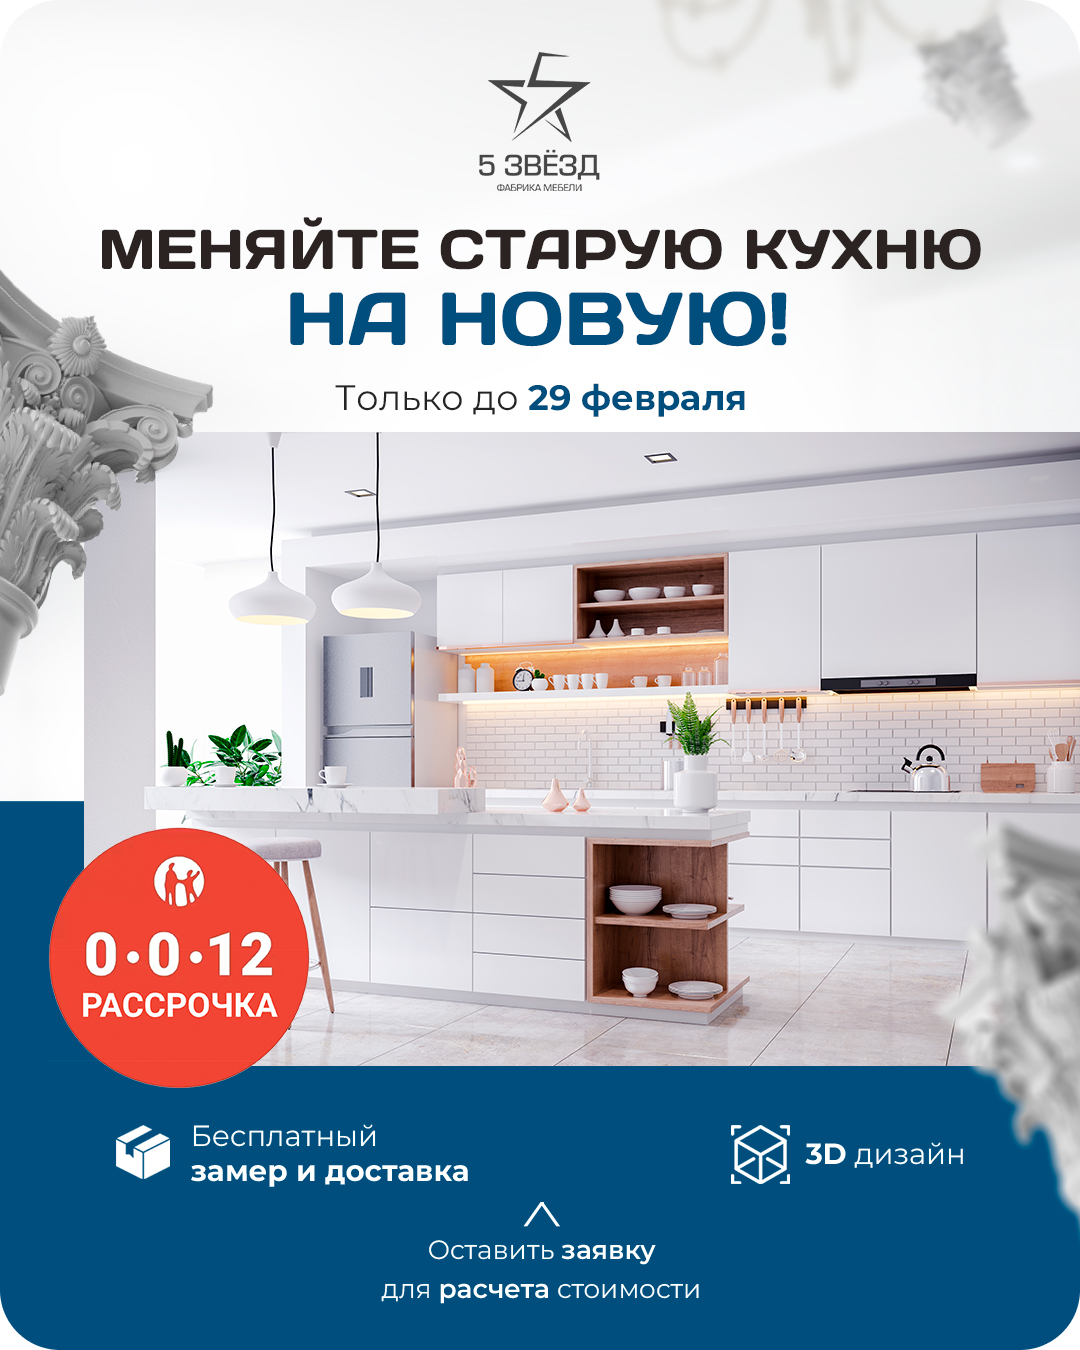 5 ЗВЁЗД
ФАБРИКА МЕБЕЛИ
МЕНЯЙТЕ СТАРУЮ КУХНЮ
НА НОВУЮ!
Только до 29 февраля
0•0•12
РАССРОЧКА
Бесплатный
замер и доставка
3D дизайн
Оставить заявку
для расчета стоимости